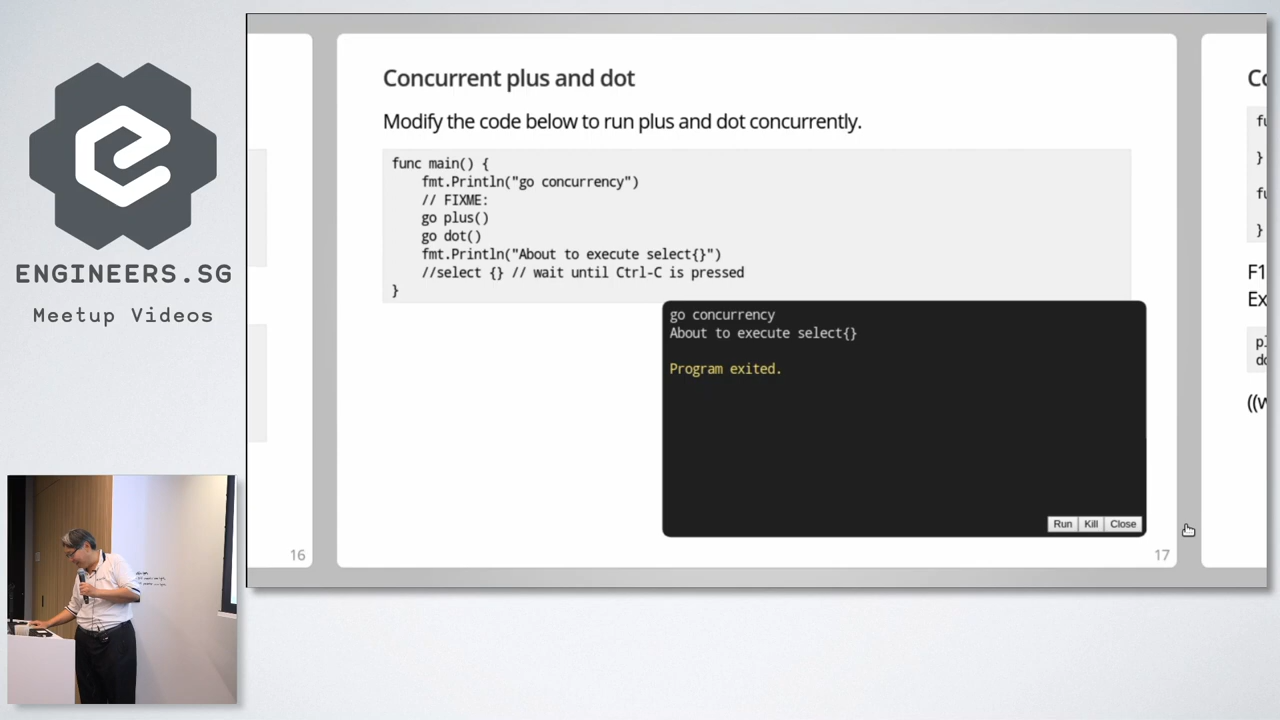 ENGINEERS.SG
Meetup Videos
16
Concurrent plus and dot
Modify the code below to run plus and dot concurrently.
func main() {
    fmt.Println("go concurrency")
    // FIXME:
    go plus()
    go dot()
    fmt.Println("About to execute select{}")
    //select {} // wait until Ctrl-C is pressed
}
go concurrency
About to execute select{}
Program exited.
Run Kill Close
17
}
}
F1
Ex